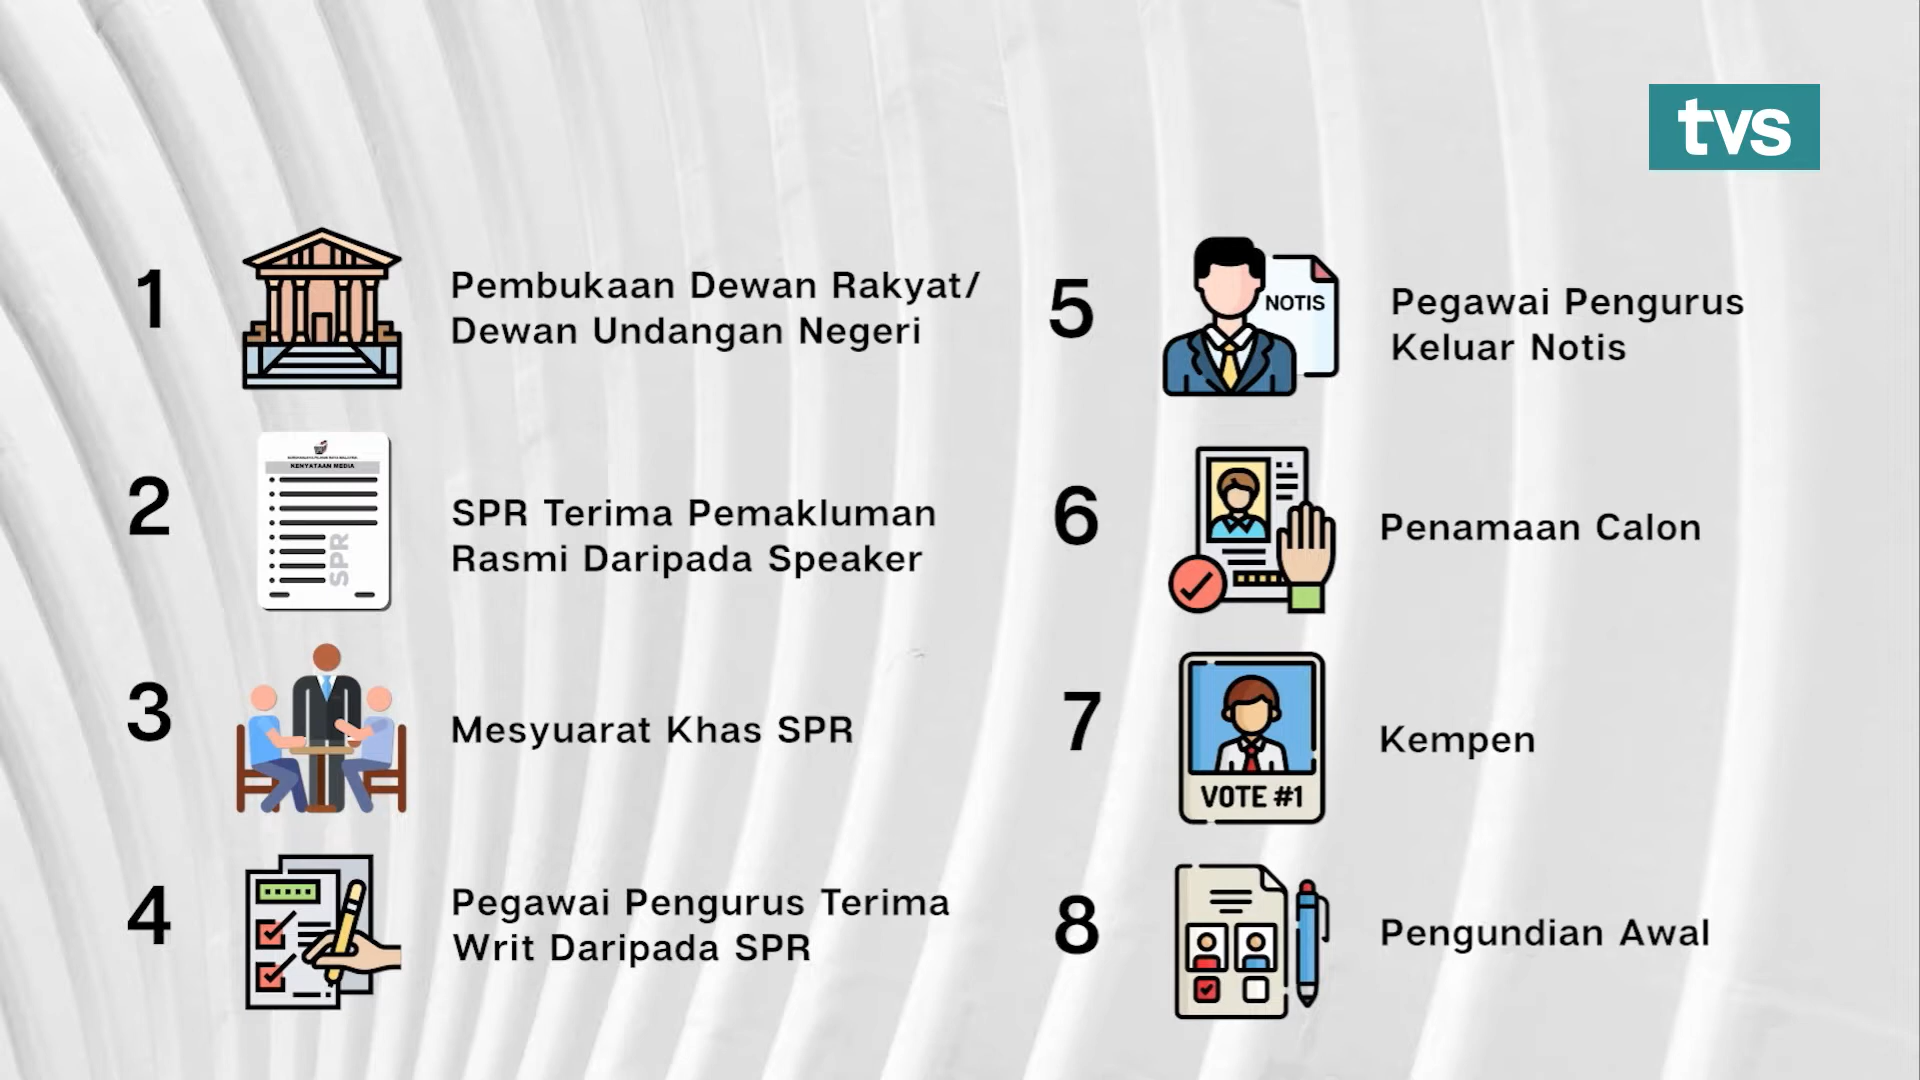 tvs
1
Pembukaan Dewan Rakyat/
Dewan Undangan Negeri
2
KENYATAAN MEDIA
SPR
SPR Terima Pemakluman
Rasmi Daripada Speaker
3
Mesyuarat Khas SPR
4
Pegawai Pengurus Terima
Writ Daripada SPR
5
NOTIS
Pegawai Pengurus
Keluar Notis
6
Penamaan Calon
7
VOTE #1
Kempen
8
Pengundian Awal